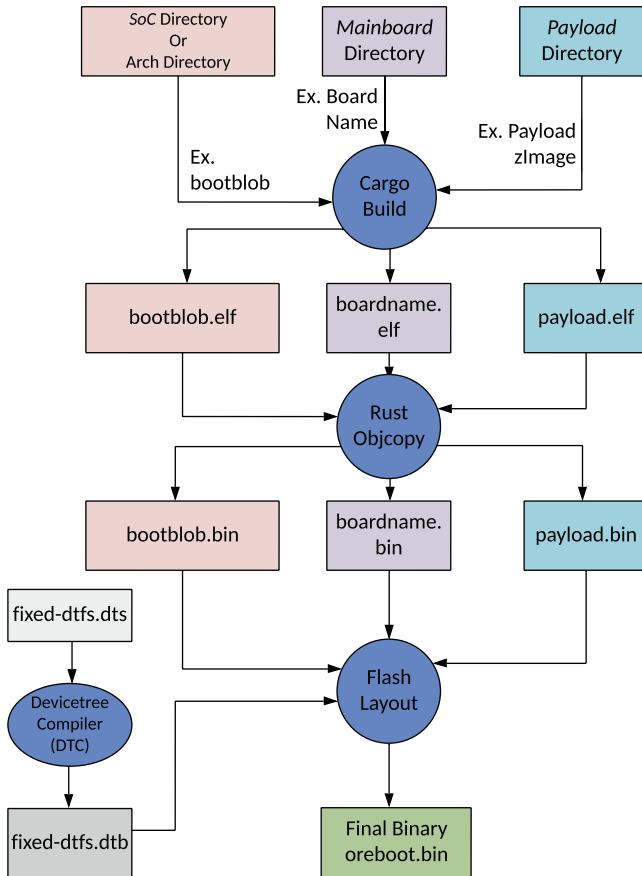 SoC Directory
Or
Arch Directory
Mainboard
Directory
Payload
Directory
Ex. Board
Name
Ex. Payload
zImage
Ex.
bootblob
Cargo
Build
bootblob.elf
boardname.
elf
payload.elf
Rust
Objcopy
bootblob.bin
boardname.
bin
payload.bin
fixed-dtfs.dts
Devicetree
Compiler
(DTC)
Flash
Layout
fixed-dtfs.dtb
Final Binary
oreboot.bin